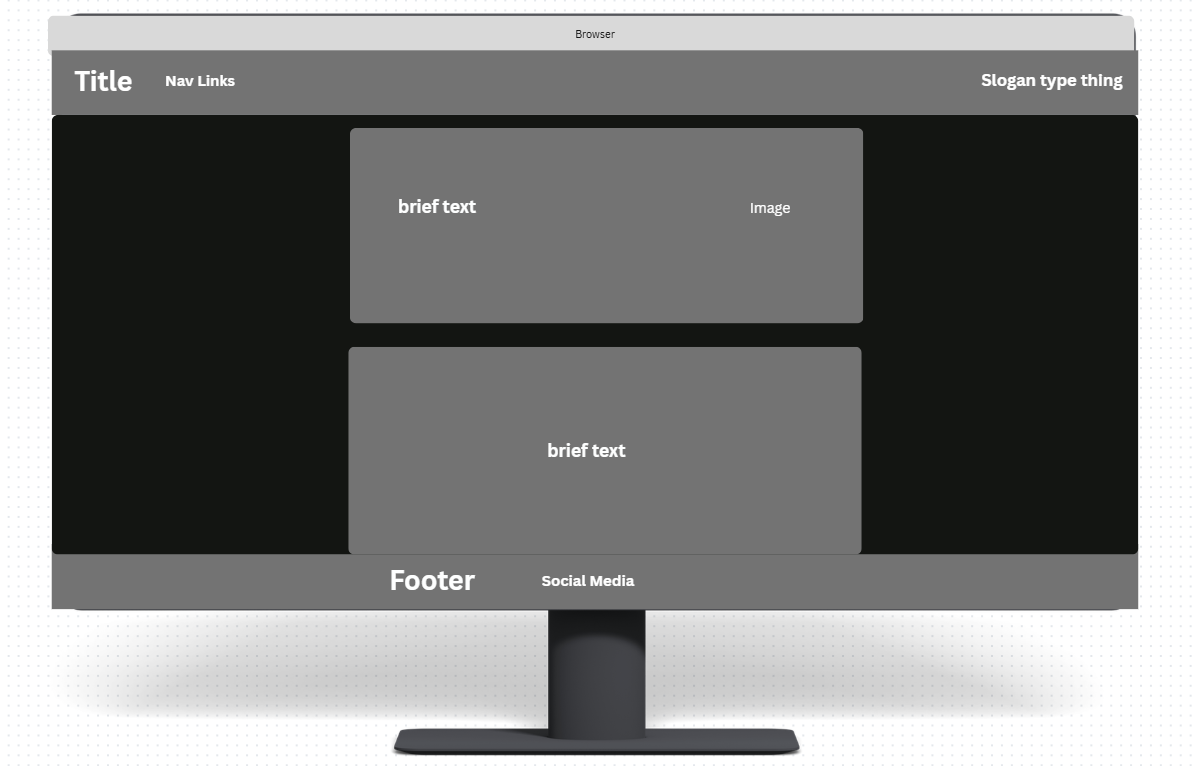 Browser
Title Nav Links Slogan type thing
brief text Image
brief text
Footer Social Media